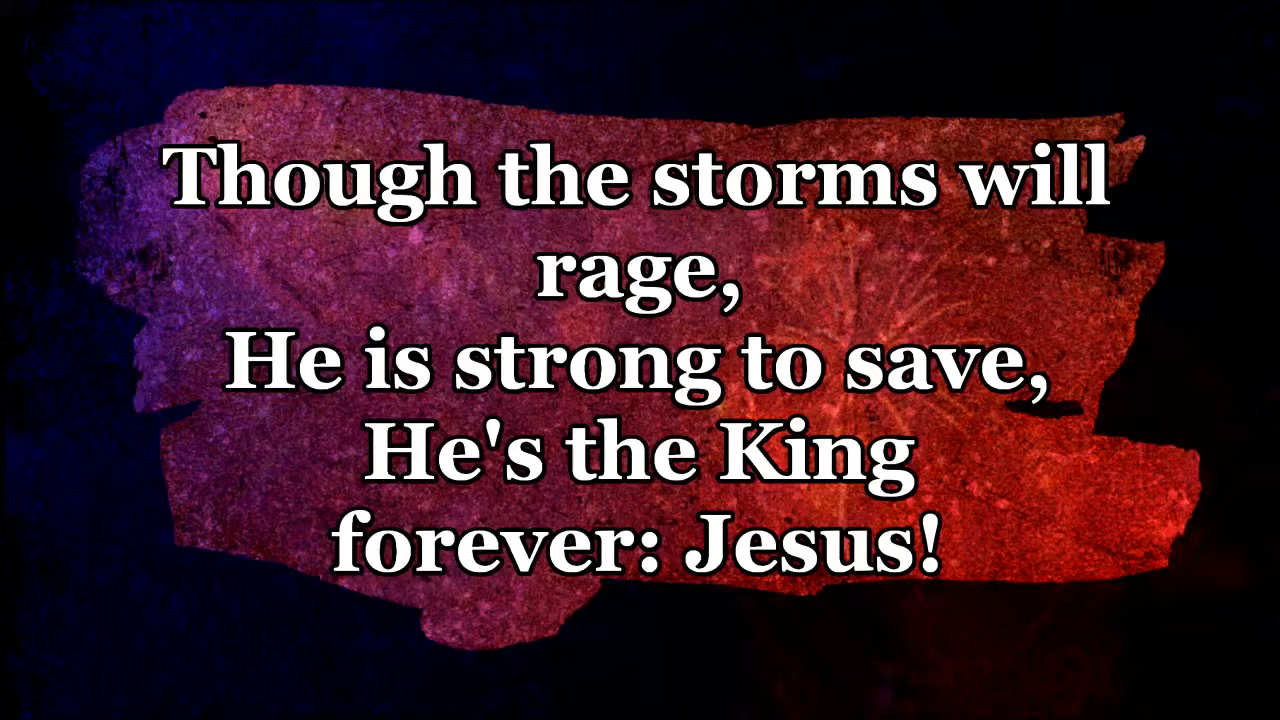 Though the storms will
rage,
He is strong to save,
He's the King
forever: Jesus!